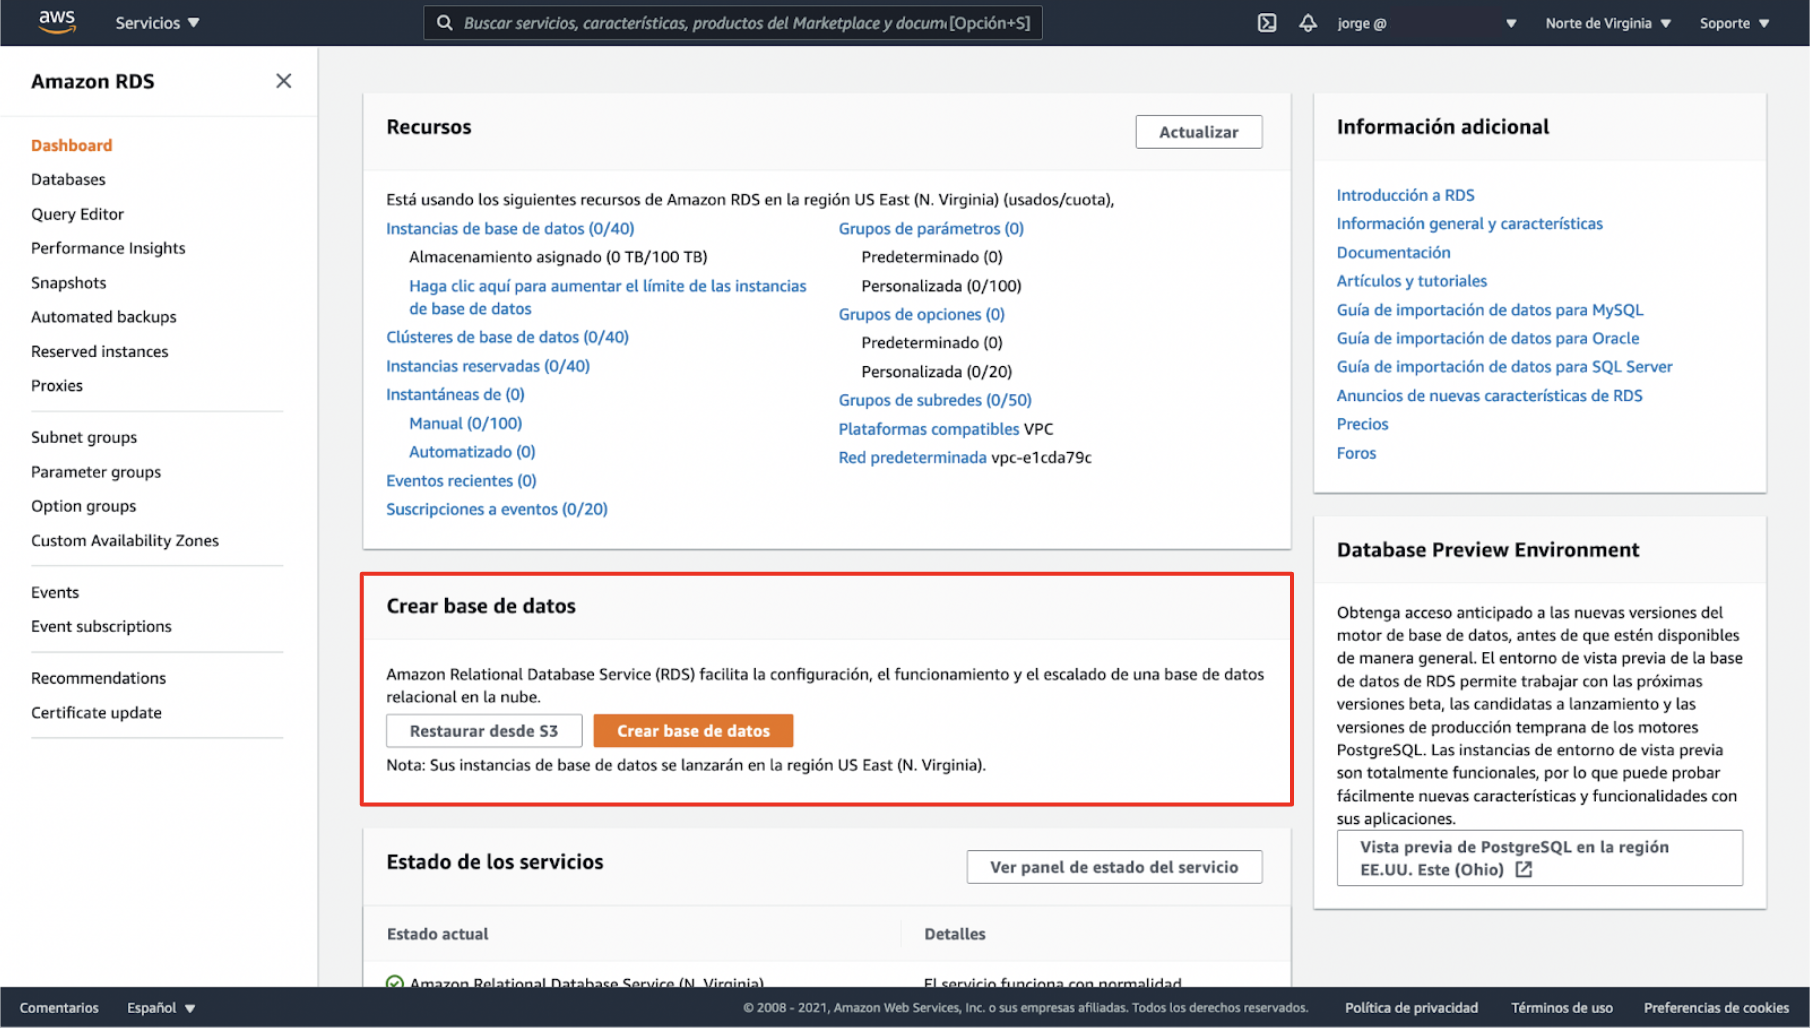 aws
Servicios
Buscar servicios, características, productos del Marketplace y docum [Opción+S]
jorge @
Norte de Virginia
Soporte
Amazon RDS
Dashboard
Databases
Query Editor
Performance Insights
Snapshots
Automated backups
Reserved instances
Proxies
Subnet groups
Parameter groups
Option groups
Custom Availability Zones
Events
Event subscriptions
Recommendations
Certificate update
Recursos
Actualizar
Está usando los siguientes recursos de Amazon RDS en la región US East (N. Virginia) (usados/cuota),
Instancias de base de datos (0/40)
Almacenamiento asignado (0 TB/100 TB)
Haga clic aquí para aumentar el límite de las instancias
de base de datos
Clústeres de base de datos (0/40)
Instancias reservadas (0/40)
Instantáneas de (0)
Manual (0/100)
Automatizado (0)
Eventos recientes (0)
Suscripciones a eventos (0/20)
Grupos de parámetros (0)
Predeterminado (0)
Personalizada (0/100)
Grupos de opciones (0)
Predeterminado (0)
Personalizada (0/20)
Grupos de subredes (0/50)
Plataformas compatibles VPC
Red predeterminada vpc-e1cda79c
Crear base de datos
Amazon Relational Database Service (RDS) facilita la configuración, el funcionamiento y el escalado de una base de datos
relacional en la nube.
Restaurar desde S3
Crear base de datos
Nota: Sus instancias de base de datos se lanzarán en la región US East (N. Virginia).
Estado de los servicios
Ver panel de estado del servicio
Estado actual
Detalles
Amazon Relational Database Service (N. Virginia)
El servicio funciona con normalidad
Información adicional
Introducción a RDS
Información general y características
Documentación
Artículos y tutoriales
Guía de importación de datos para MySQL
Guía de importación de datos para Oracle
Guía de importación de datos para SQL Server
Anuncios de nuevas características de RDS
Precios
Foros
Database Preview Environment
Obtenga acceso anticipado a las nuevas versiones del
motor de base de datos, antes de que estén disponibles
de manera general. El entorno de vista previa de la base
de datos de RDS permite trabajar con las próximas
versiones beta, las candidatas a lanzamiento y las
versiones de producción temprana de los motores
PostgreSQL. Las instancias de entorno de vista previa
son totalmente funcionales, por lo que puede probar
fácilmente nuevas características y funcionalidades con
sus aplicaciones.
Vista previa de PostgreSQL en la región
EE.UU. Este (Ohio)
Comentarios
Español
© 2008 - 2021, Amazon Web Services, Inc. o sus empresas afiliadas. Todos los derechos reservados.
Política de privacidad
Términos de uso
Preferencias de cookies